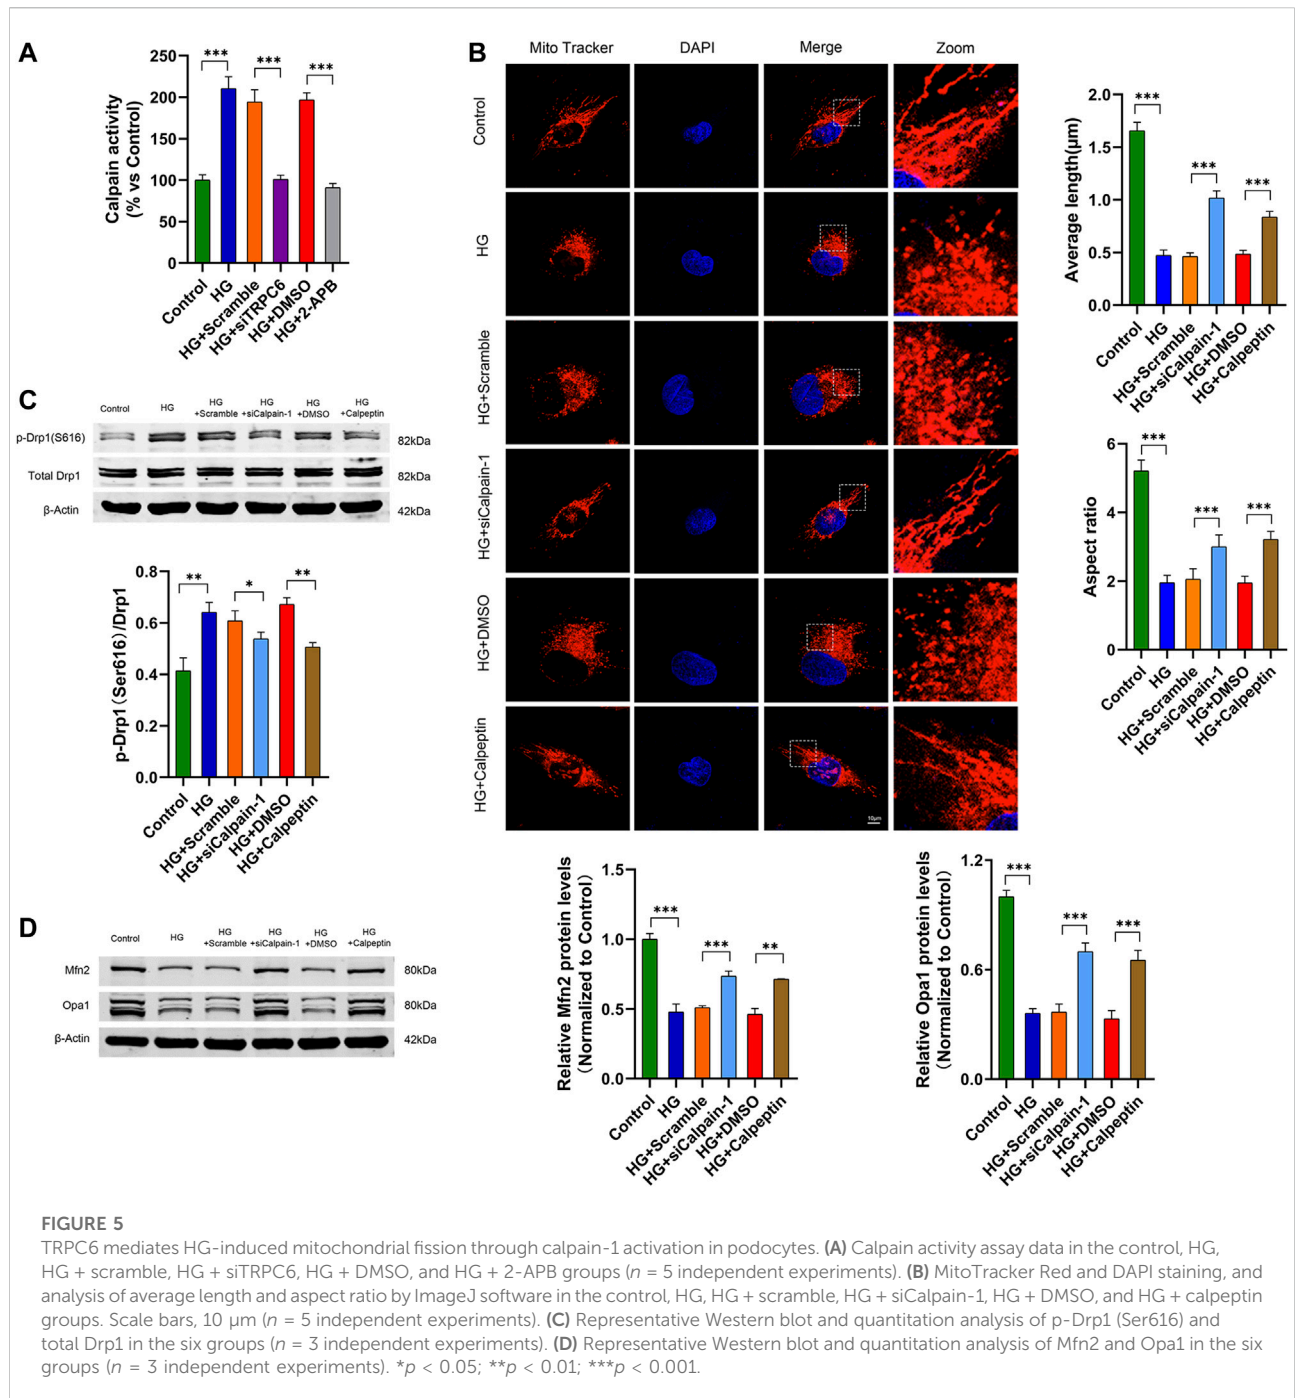 A
Calpain activity
(% vs Control)
250
200
150
100
50
0
*** *** ***
Control
HG
HG+Scramble
HG+siTRPC6
HG+DMSO
HG+2-APB
B
Mito Tracker DAPI Merge Zoom
Control
HG
HG+Scramble
HG+siCalpain-1
HG+DMSO
HG+Calpeptin
10μm
Average length(μm)
2.0
1.5
1.0
0.5
0.0
*** *** ***
Control
HG
HG+Scramble
HG+siCalpain-1
HG+DMSO
HG+Calpeptin
Aspect ratio
6
4
2
0
*** *** ***
Control
HG
HG+Scramble
HG+siCalpain-1
HG+DMSO
HG+Calpeptin
C
Control HG HG +Scramble HG +siCalpain-1 HG +DMSO HG +Calpeptin
p-Drp1(S616) 82kDa
Total Drp1 82kDa
β-Actin 42kDa
p-Drp1(Ser616)/Drp1
0.8
0.6
0.4
0.2
0.0
** * **
Control
HG
HG+Scramble
HG+siCalpain-1
HG+DMSO
HG+Calpeptin
D
Control HG HG +Scramble HG +siCalpain-1 HG +DMSO HG +Calpeptin
Mfn2 80kDa
Opa1 80kDa
β-Actin 42kDa
Relative Mfn2 protein levels
(Normalized to Control)
1.5
1.0
0.5
0.0
*** *** **
Control
HG
HG+Scramble
HG+siCalpain-1
HG+DMSO
HG+Calpeptin
Relative Opa1 protein levels
(Normalized to Control)
1.2
0.6
0.0
*** *** ***
Control
HG
HG+Scramble
HG+siCalpain-1
HG+DMSO
HG+Calpeptin
FIGURE 5
TRPC6 mediates HG-induced mitochondrial fission through calpain-1 activation in podocytes. (A) Calpain activity assay data in the control, HG,
HG + scramble, HG + siTRPC6, HG + DMSO, and HG + 2-APB groups (n = 5 independent experiments). (B) MitoTracker Red and DAPI staining, and
analysis of average length and aspect ratio by ImageJ software in the control, HG, HG + scramble, HG + siCalpain-1, HG + DMSO, and HG + calpeptin
groups. Scale bars, 10 μm (n = 5 independent experiments). (C) Representative Western blot and quantitation analysis of p-Drp1 (Ser616) and
total Drp1 in the six groups (n = 3 independent experiments). (D) Representative Western blot and quantitation analysis of Mfn2 and Opa1 in the six
groups (n = 3 independent experiments). *p < 0.05; **p < 0.01; ***p < 0.001.